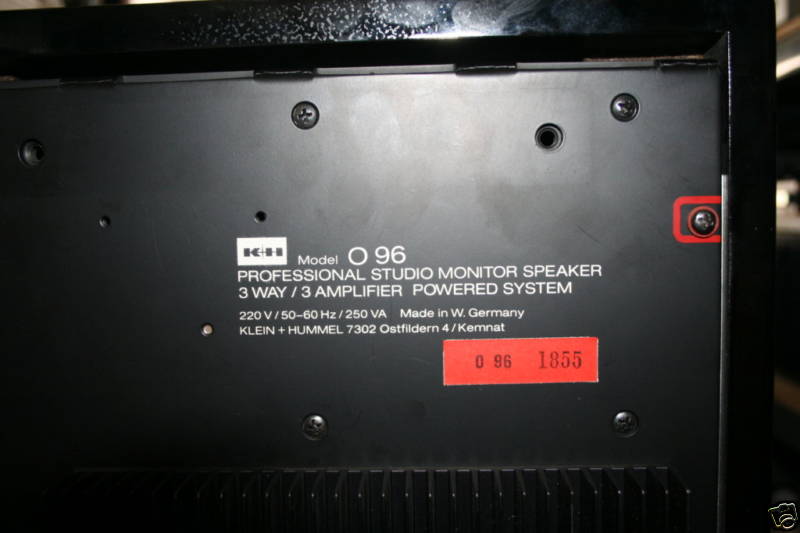 K+H Model O 96
PROFESSIONAL STUDIO MONITOR SPEAKER
3 WAY / 3 AMPLIFIER POWERED SYSTEM
220 V / 50-60 Hz / 250 VA Made in W. Germany
KLEIN + HUMMEL 7302 Ostfildern 4 / Kemnat
O 96 1855